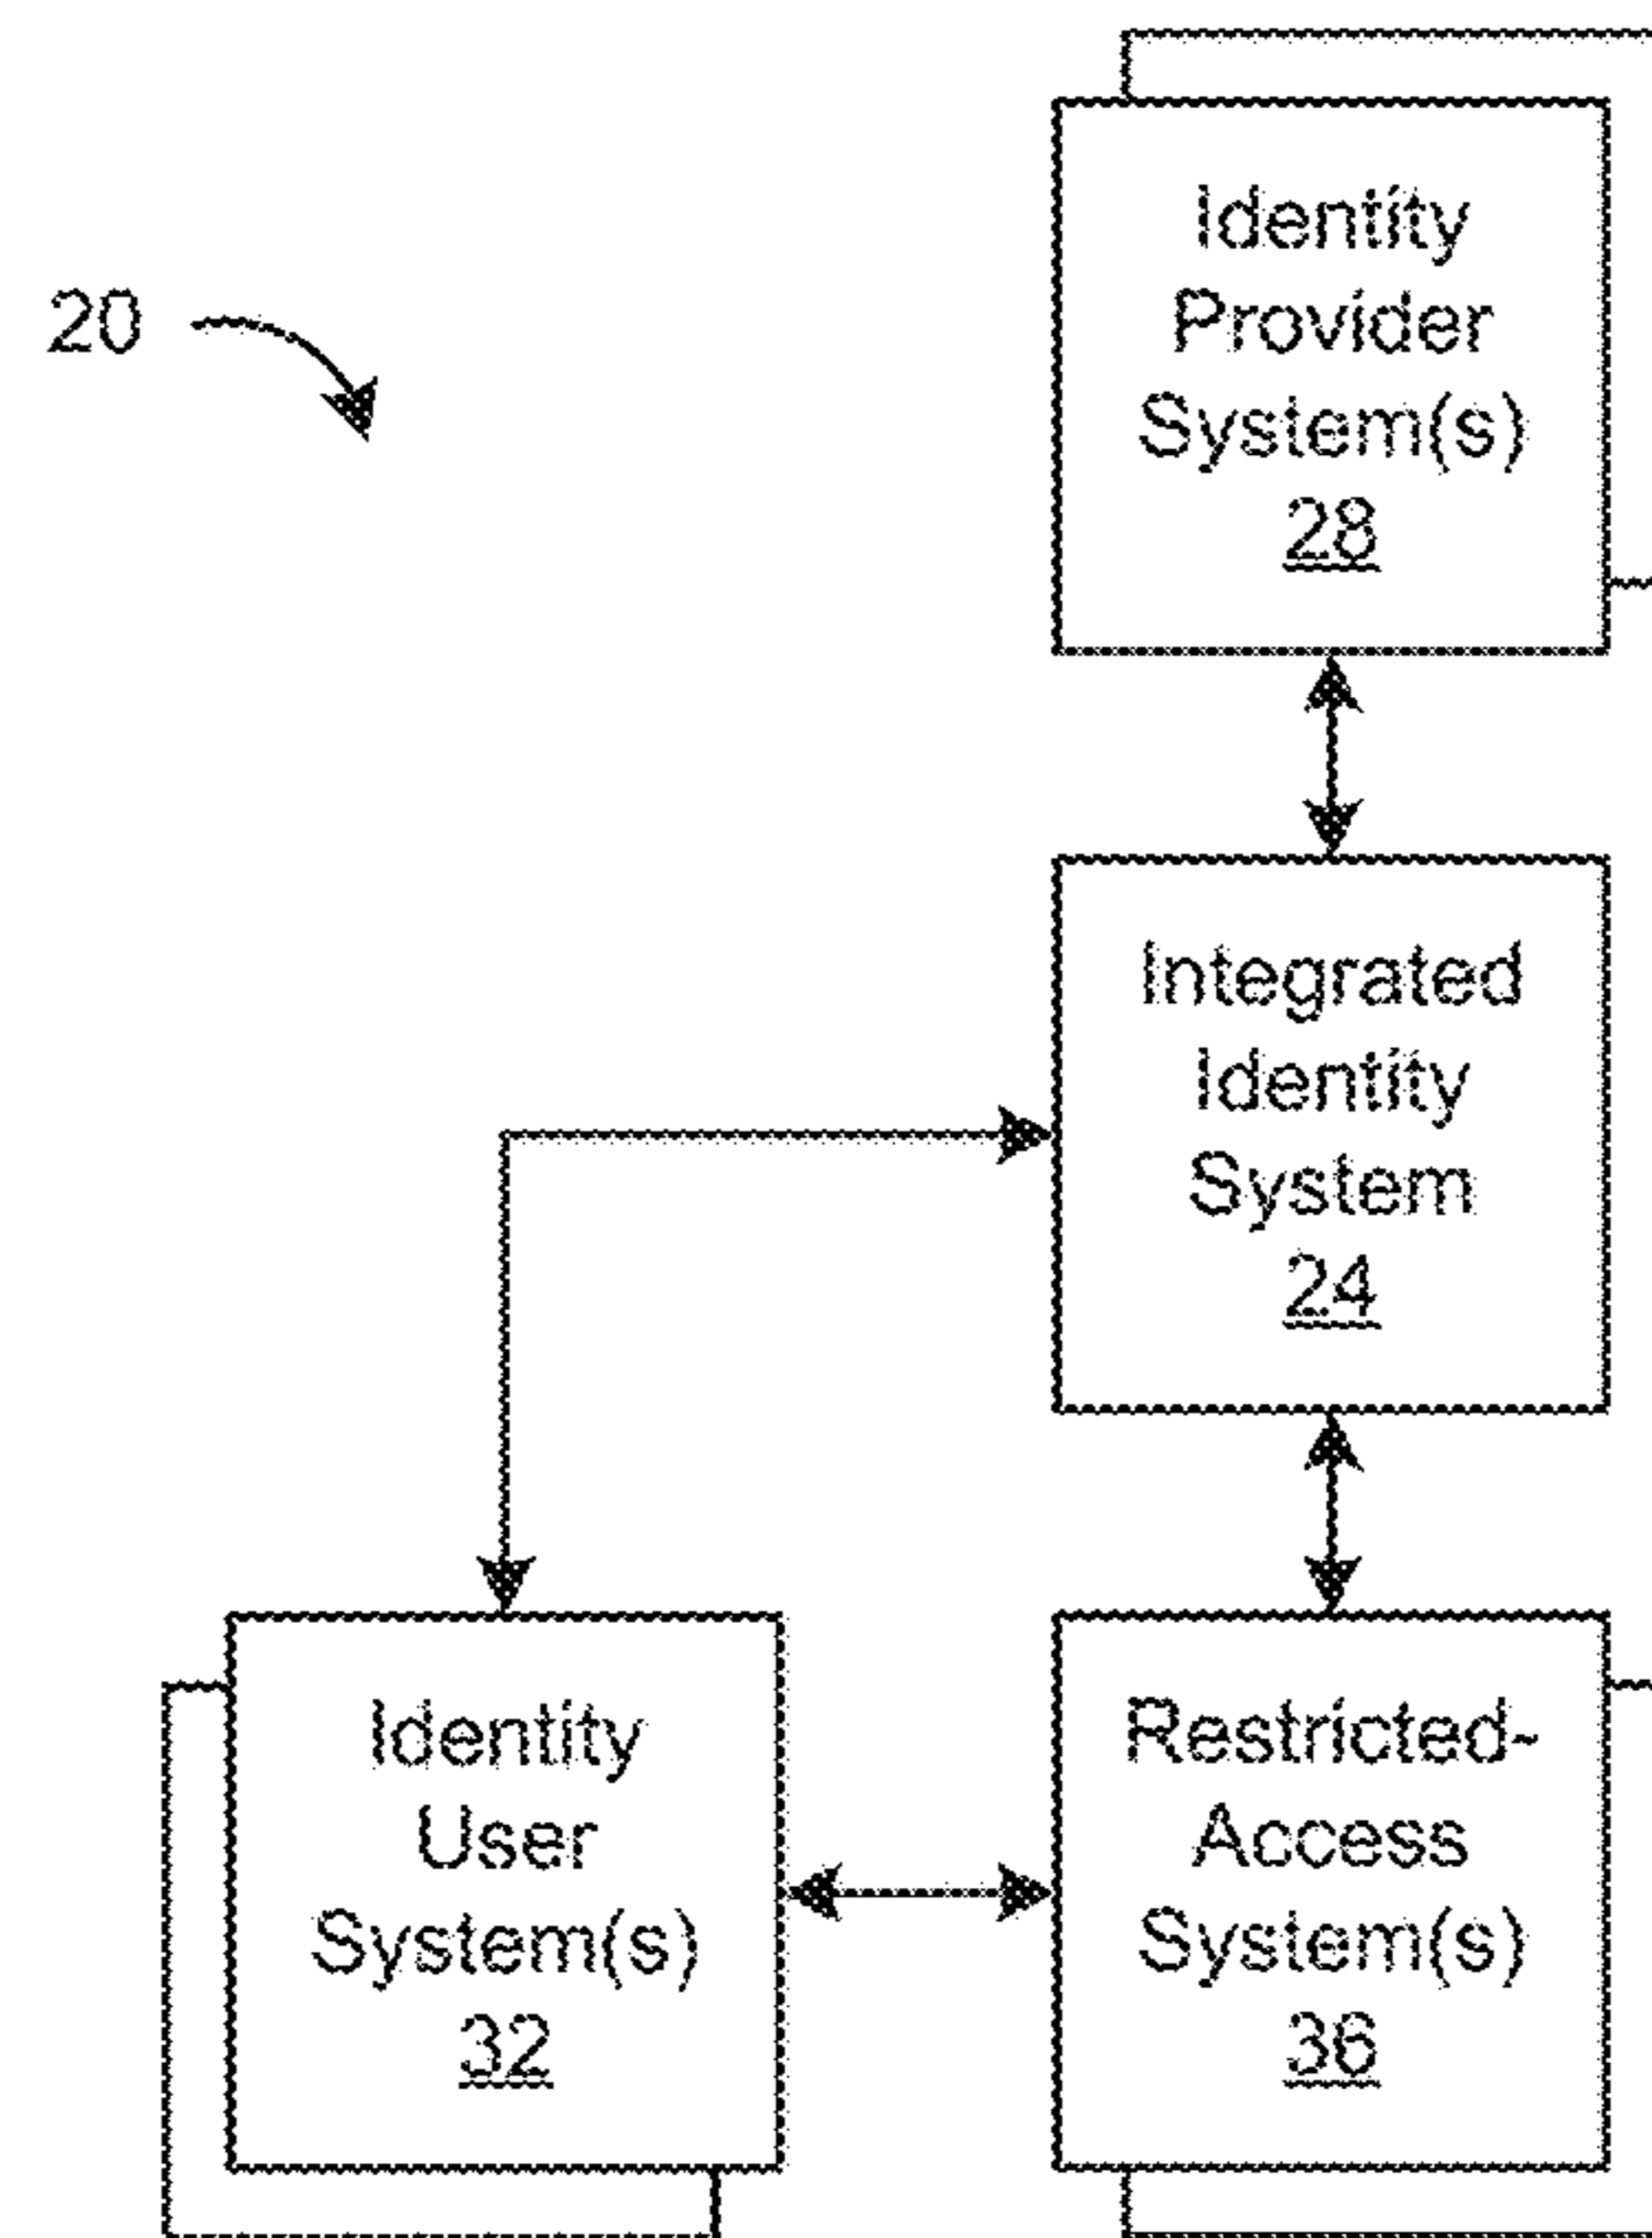 20
Identity
Provider
System(s)
28
Integrated
Identity
System
24
Identity
User
System(s)
32
Restricted-
Access
System(s)
36